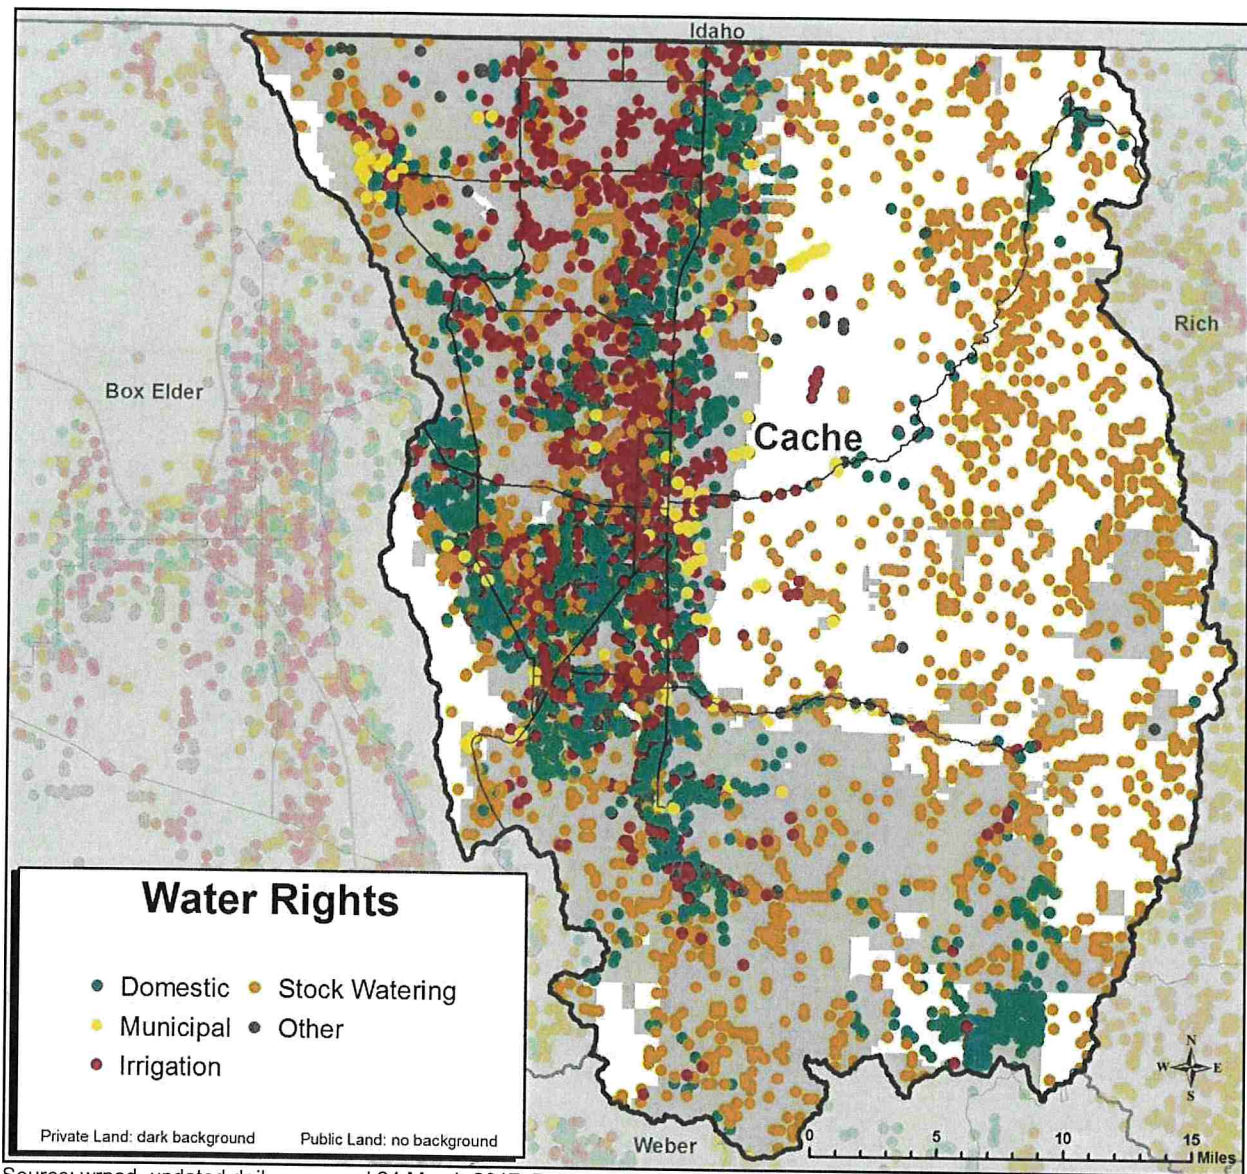 Idaho
Rich
Box Elder
Cache
Water Rights
Domestic
Stock Watering
Municipal
Other
Irrigation
Private Land: dark background
Public Land: no background
Weber
N
W E
S
0 5 10 15
Miles